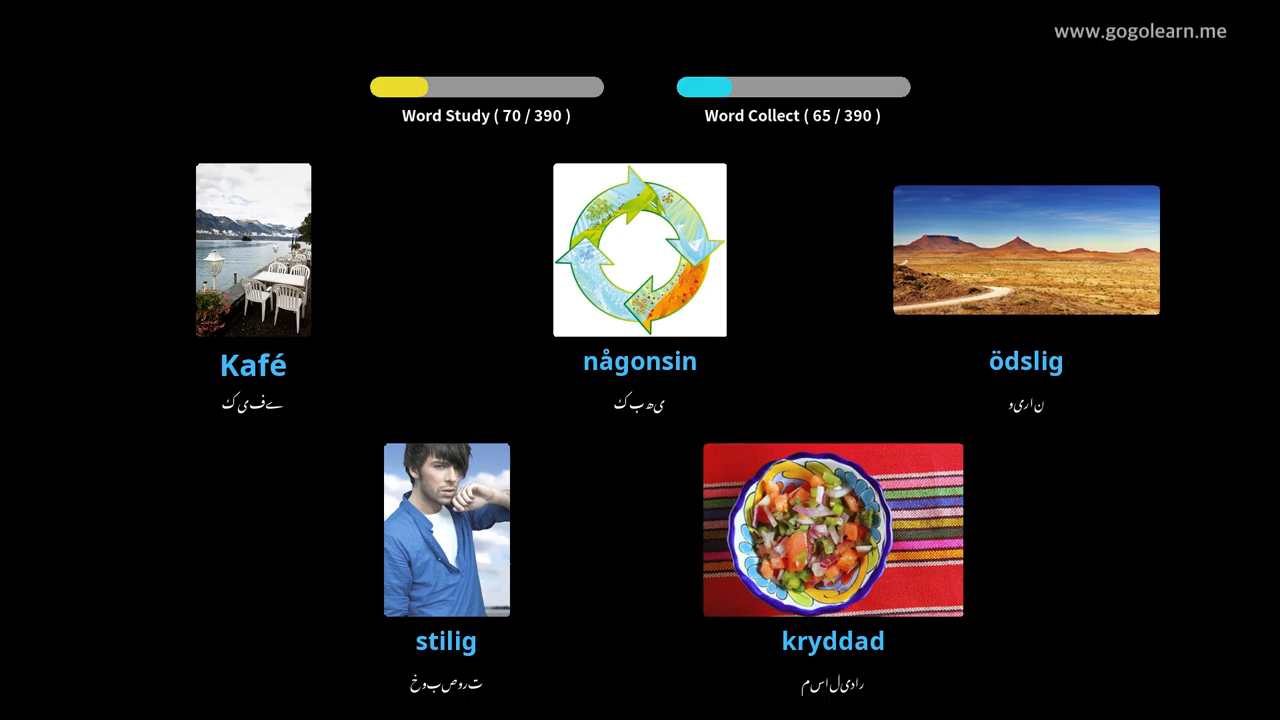 www.gogolearn.me
Word Study ( 70 / 390 )
Word Collect ( 65 / 390 )
Kafé
کیفے
någonsin
کبھی
ödslig
ویران
stilig
خوبصورت
kryddad
مسالیدار